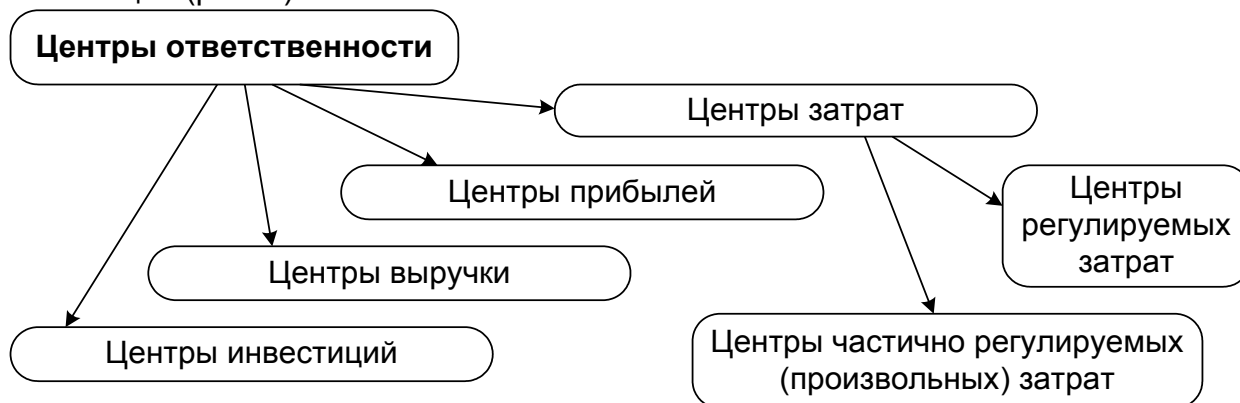 Центры ответственности
Центры затрат
Центры прибылей
Центры
регулируемых
затрат
Центры выручки
Центры инвестиций
Центры частично регулируемых
(произвольных) затрат